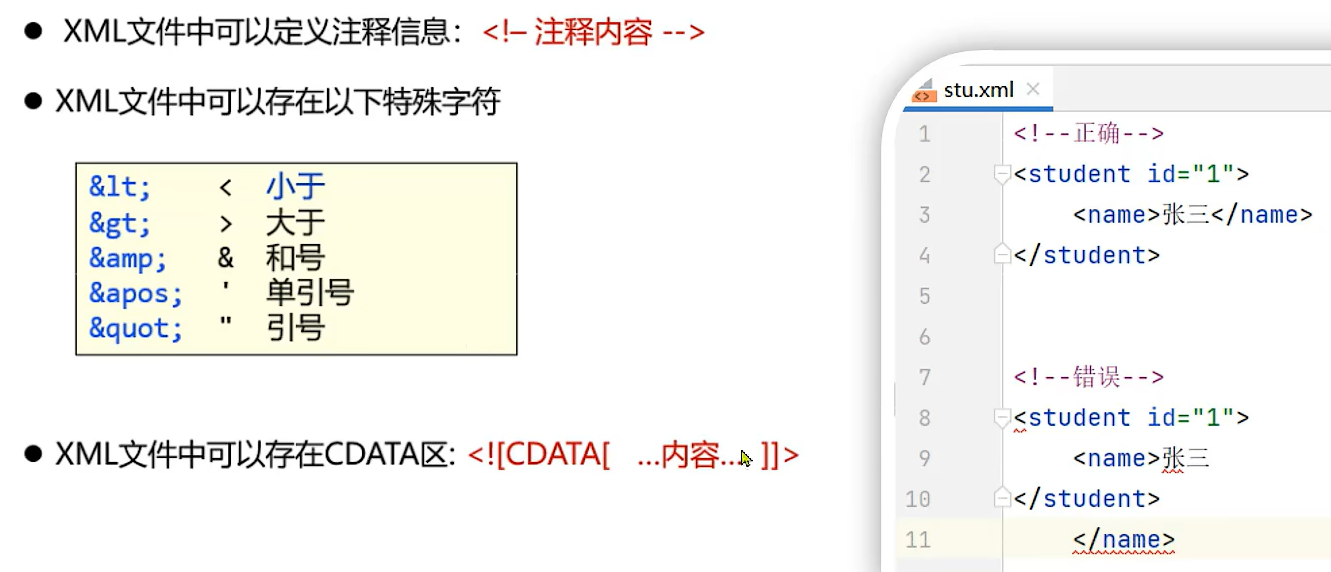 ● XML文件中可以定义注释信息：<!– 注释内容 -->
● XML文件中可以存在以下特殊字符
&lt; < 小于
&gt; > 大于
&amp; & 和号
&apos; ' 单引号
&quot; " 引号
● XML文件中可以存在CDATA区: <![CDATA[ …内容… ]]>
stu.xml
1 <!--正确-->
2 <student id="1">
3 <name>张三</name>
4 </student>
5
6
7 <!--错误-->
8 <student id="1">
9 <name>张三
10 </student>
11 </name>